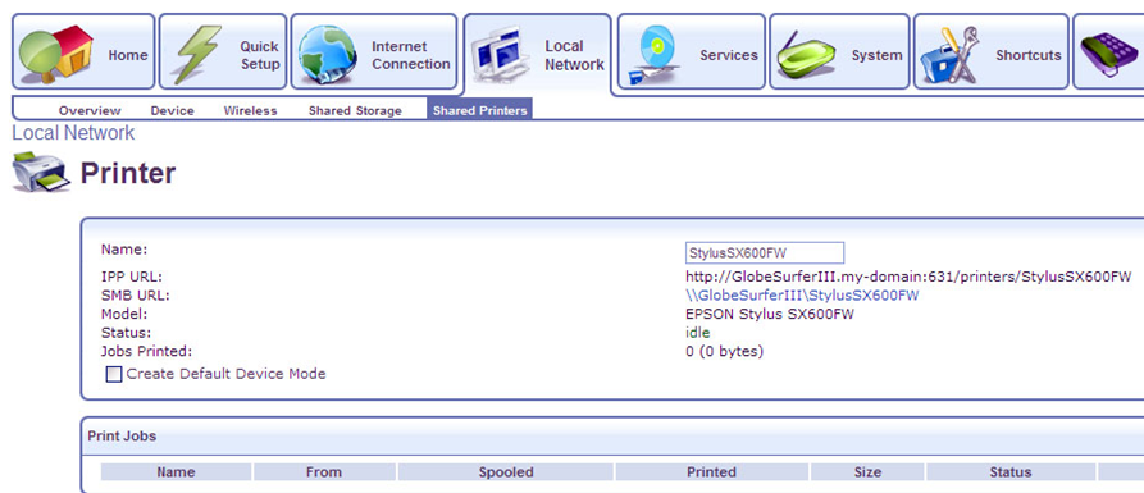 Home Quick Setup Internet Connection Local Network Services System Shortcuts
Overview Device Wireless Shared Storage Shared Printers
Local Network
Printer
Name: StylusSX600FW
IPP URL: http://GlobeSurferIII.my-domain:631/printers/StylusSX600FW
SMB URL: \\GlobeSurferIII\StylusSX600FW
Model: EPSON Stylus SX600FW
Status: idle
Jobs Printed: 0 (0 bytes)
Create Default Device Mode
Print Jobs
Name From Spooled Printed Size Status